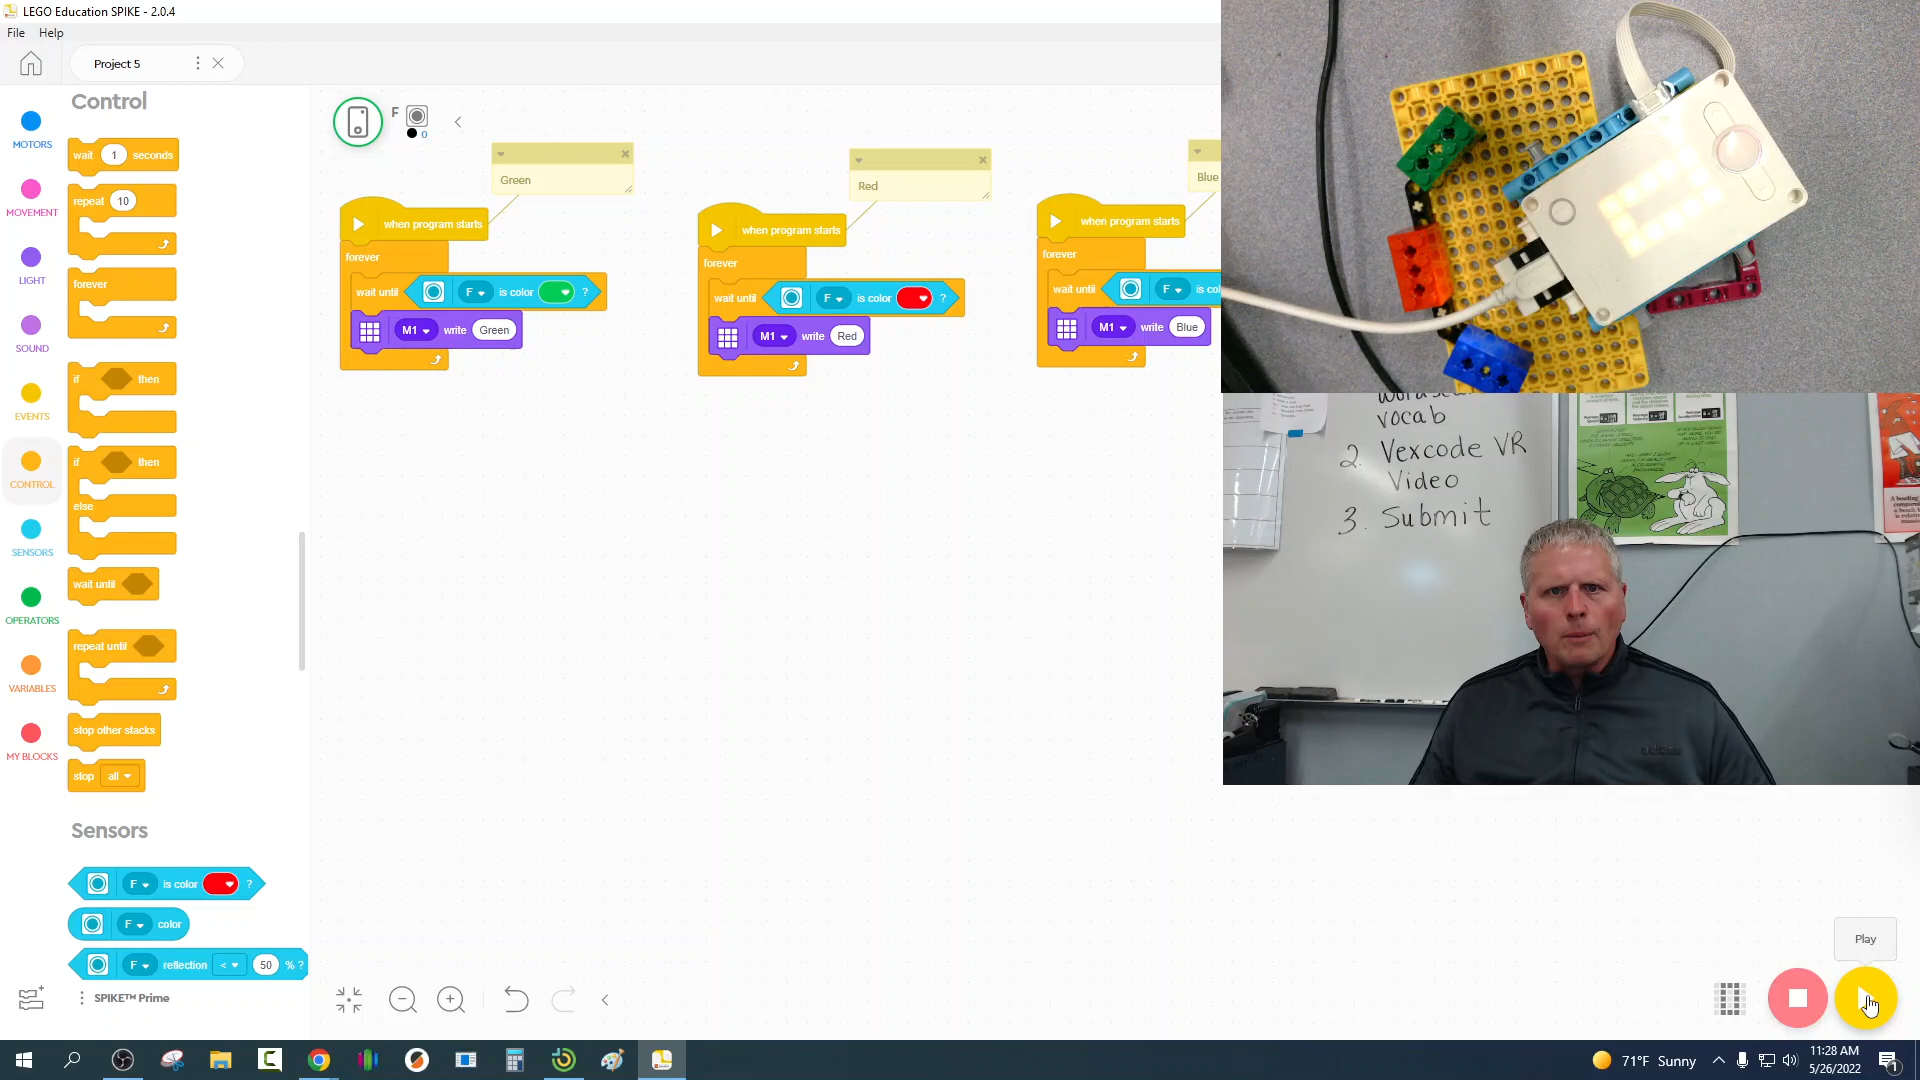 LEGO Education SPIKE - 2.0.4
File Help
Project 5
Control
MOTORS
MOVEMENT
LIGHT
SOUND
EVENTS
CONTROL
SENSORS
OPERATORS
VARIABLES
MY BLOCKS
wait 1 seconds
repeat 10
forever
if then
if then
else
wait until
repeat until
stop other stacks
stop all
Sensors
F is color ?
F color
F reflection < 50 % ?
SPIKE™ Prime
F
0
Green
when program starts
forever
wait until F is color ?
M1 write Green
Red
when program starts
forever
wait until F is color ?
M1 write Red
Blue
when program starts
forever
wait until F is col
M1 write Blue
vocab
2. Vexcode VR
Video
3. Submit
adidas
Play
71°F Sunny
11:28 AM
5/26/2022
1